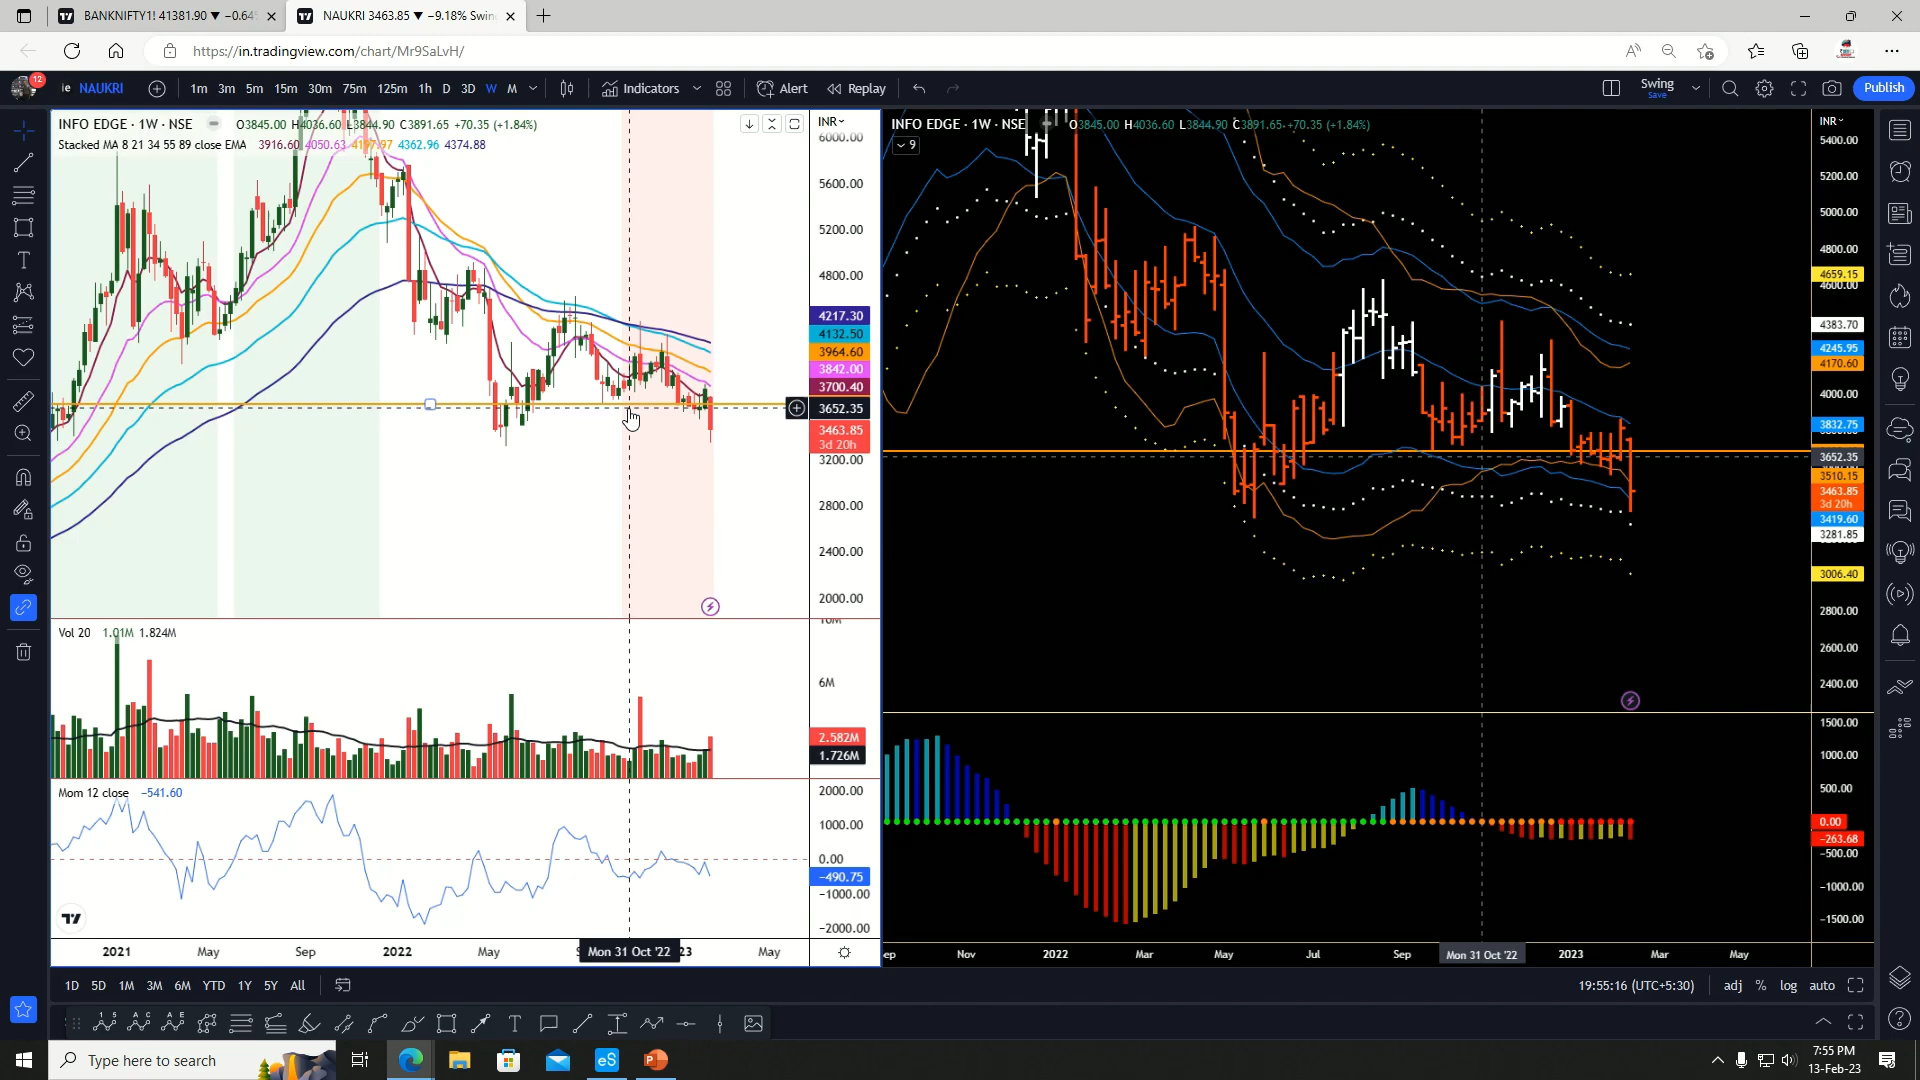 BANKNIFTY1! 41381.90 ▼ −0.64
NAUKRI 3463.85 ▼ −9.18% Swin
https://in.tradingview.com/chart/Mr9SaLvH/
12
NAUKRI
1m 3m 5m 15m 30m 75m 125m 1h D 3D W M
Indicators
Alert
Replay
Swing
Save
Publish
INFO EDGE · 1W · NSE
O3845.00 H4036.60 L3844.90 C3891.65 +70.35 (+1.84%)
Stacked MA 8 21 34 55 89 close EMA 3916.60 4050.63 4197.97 4362.96 4374.88
INR
6000.00
5600.00
5200.00
4800.00
4217.30
4132.50
3964.60
3842.00
3700.40
3652.35
3463.85
3d 20h
3200.00
2800.00
2400.00
2000.00
Vol 20 1.01M 1.824M
10M
6M
2.582M
1.726M
Mom 12 close −541.60
2000.00
1000.00
0.00
−490.75
−1000.00
−2000.00
2021 May Sep 2022 May Mon 31 Oct '22 23 May
INFO EDGE · 1W · NSE
O3845.00 H4036.60 L3844.90 C3891.65 +70.35 (+1.84%)
9
INR
5400.00
5200.00
5000.00
4800.00
4659.15
4600.00
4383.70
4245.95
4170.60
4000.00
3832.75
3652.35
3510.15
3463.85
3d 20h
3419.60
3281.85
3006.40
2800.00
2600.00
2400.00
1500.00
1000.00
500.00
0.00
−263.68
−500.00
−1000.00
−1500.00
ep Nov 2022 Mar May Jul Sep Mon 31 Oct '22 2023 Mar May
1D 5D 1M 3M 6M YTD 1Y 5Y All
19:55:16 (UTC+5:30)
adj % log auto
Type here to search
7:55 PM
13-Feb-23